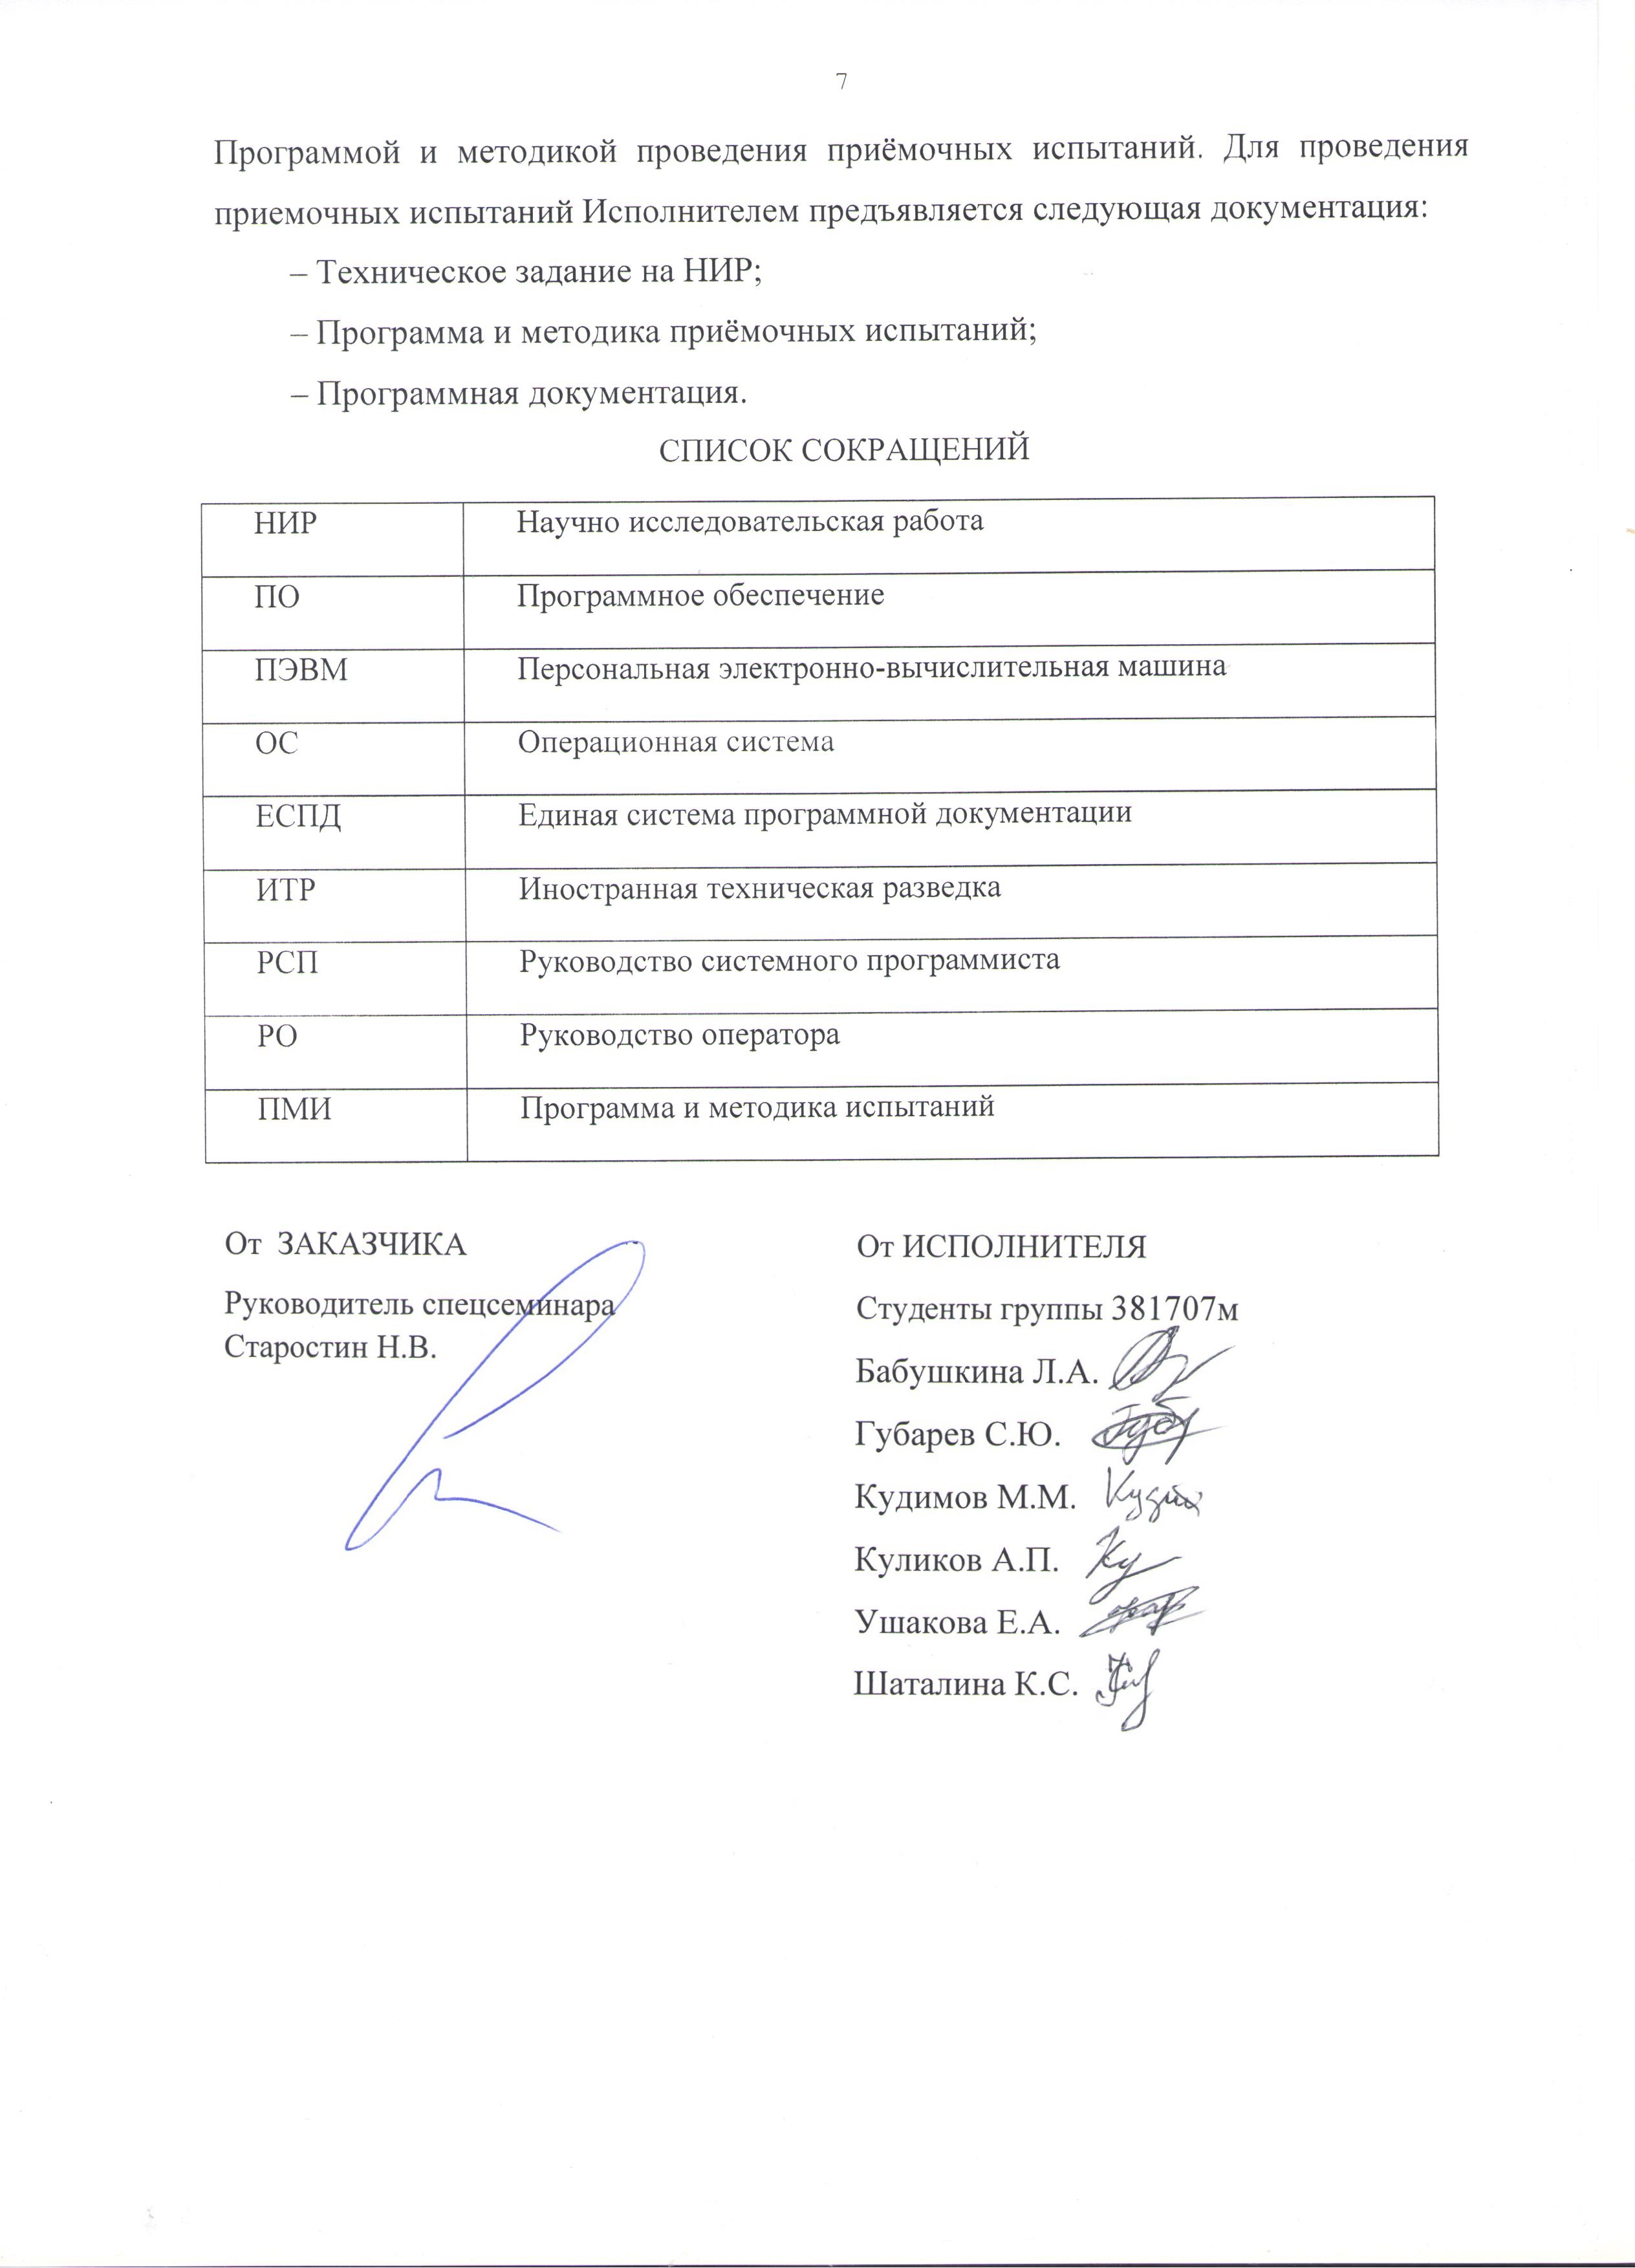 7
Программой и методикой проведения приёмочных испытаний. Для проведения
приемочных испытаний Исполнителем предъявляется следующая документация:
– Техническое задание на НИР;
– Программа и методика приёмочных испытаний;
– Программная документация.
СПИСОК СОКРАЩЕНИЙ
НИР Научно исследовательская работа
ПО Программное обеспечение
ПЭВМ Персональная электронно-вычислительная машина
ОС Операционная система
ЕСПД Единая система программной документации
ИТР Иностранная техническая разведка
РСП Руководство системного программиста
РО Руководство оператора
ПМИ Программа и методика испытаний
От ЗАКАЗЧИКА
Руководитель спецсеминара
Старостин Н.В.
От ИСПОЛНИТЕЛЯ
Студенты группы 381707м
Бабушкина Л.А.
Губарев С.Ю.
Кудимов М.М.
Куликов А.П.
Ушакова Е.А.
Шаталина К.С.